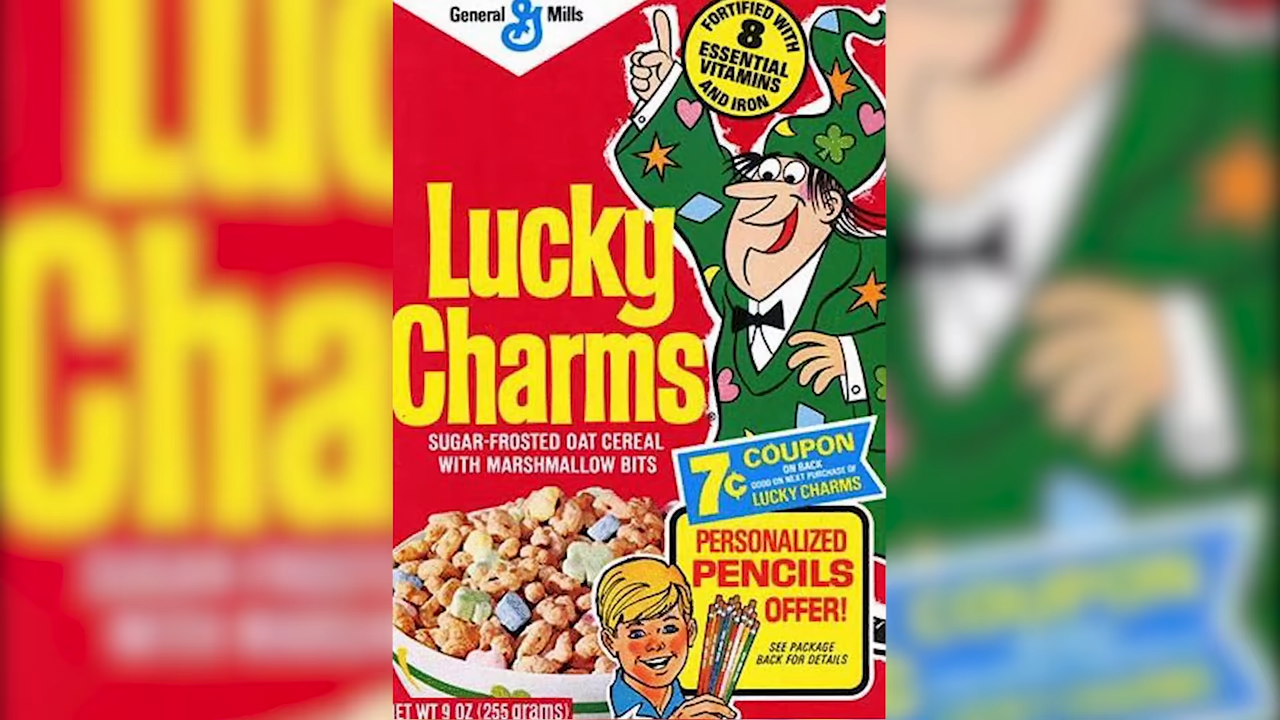 General Mills
FORTIFIED WITH
8
ESSENTIAL
VITAMINS
AND IRON
Lucky
Charms
SUGAR-FROSTED OAT CEREAL
WITH MARSHMALLOW BITS
7¢ COUPON
ON BACK
GOOD ON NEXT PURCHASE OF
LUCKY CHARMS
PERSONALIZED
PENCILS
OFFER!
SEE PACKAGE
BACK FOR DETAILS
ET WT 9 OZ (255 grams)